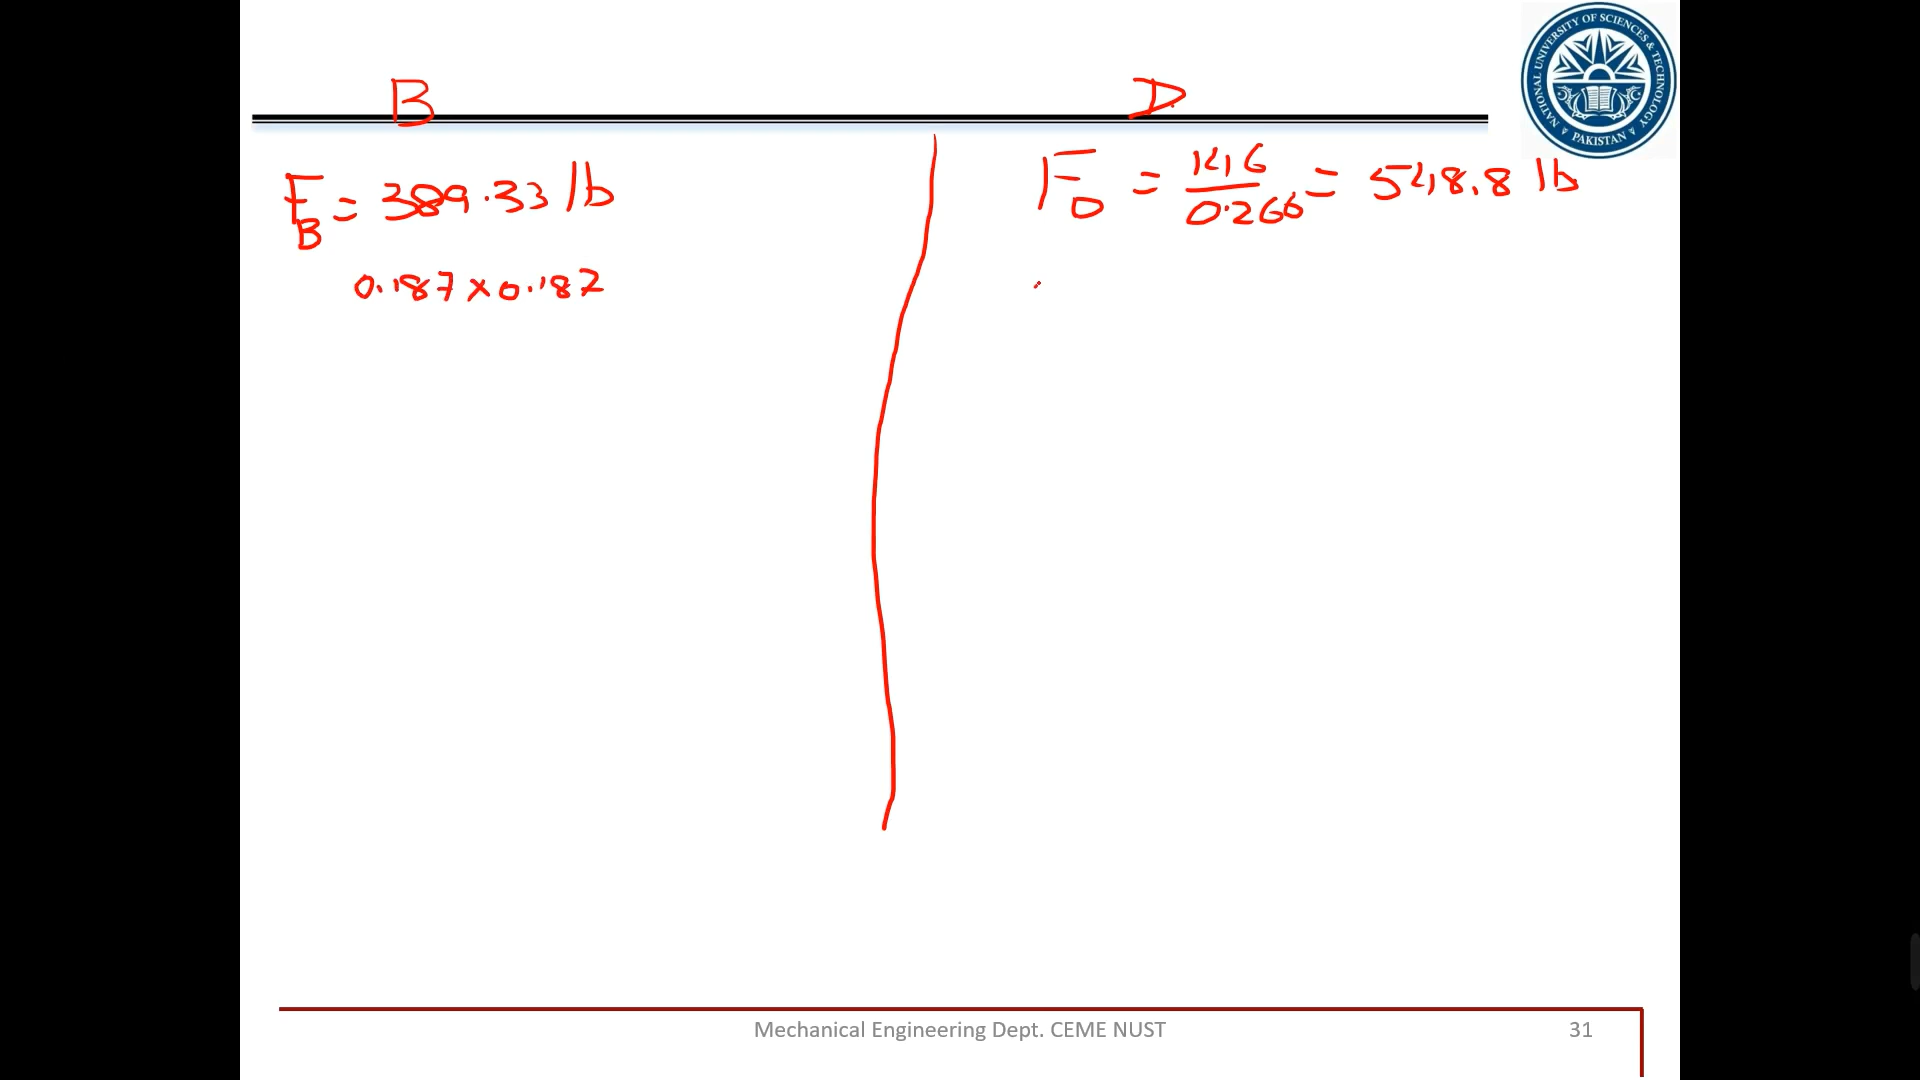 B
F_B = 389.33 lb
0.187 x 0.187
D
F_D = 146/0.266 = 548.8 lb
NATIONAL UNIVERSITY OF SCIENCES & TECHNOLOGY
PAKISTAN
Mechanical Engineering Dept. CEME NUST
31